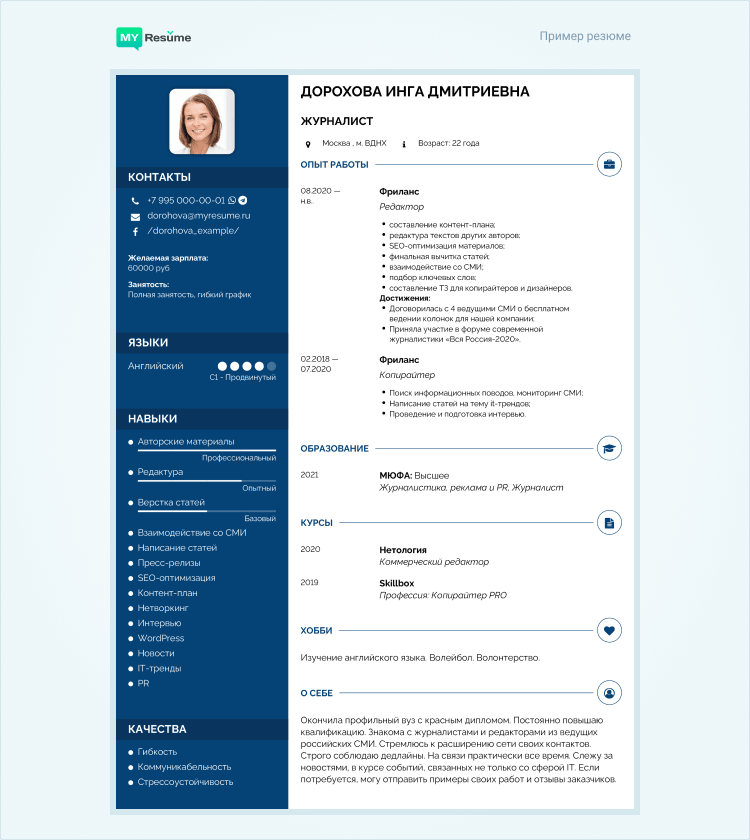 MY Resume
Пример резюме
КОНТАКТЫ
+7 995 000-00-01
dorohova@myresume.ru
/dorohova_example/
Желаемая зарплата:
60000 руб
Занятость:
Полная занятость, гибкий график
ЯЗЫКИ
Английский
C1 - Продвинутый
НАВЫКИ
Авторские материалы
Профессиональный
Редактура
Опытный
Верстка статей
Базовый
Взаимодействие со СМИ
Написание статей
Пресс-релизы
SEO-оптимизация
Контент-план
Нетворкинг
Интервью
WordPress
Новости
IT-тренды
PR
КАЧЕСТВА
Гибкость
Коммуникабельность
Стрессоустойчивость
ДОРОХОВА ИНГА ДМИТРИЕВНА
ЖУРНАЛИСТ
Москва , м. ВДНХ Возраст: 22 года
ОПЫТ РАБОТЫ
08.2020 — Фриланс
н.в.
Редактор
составление контент-плана;
редактура текстов других авторов;
SEO-оптимизация материалов;
финальная вычитка статей;
взаимодействие со СМИ;
подбор ключевых слов;
составление ТЗ для копирайтеров и дизайнеров.
Достижения:
Договорилась с 4 ведущими СМИ о бесплатном
ведении колонок для нашей компании;
Приняла участие в форуме современной
журналистики «Вся Россия-2020».
02.2018 — Фриланс
07.2020
Копирайтер
Поиск информационных поводов, мониторинг СМИ;
Написание статей на тему it-трендов;
Проведение и подготовка интервью.
ОБРАЗОВАНИЕ
2021 МЮФА: Высшее
Журналистика, реклама и PR, Журналист
КУРСЫ
2020 Нетология
Коммерческий редактор
2019 Skillbox
Профессия: Копирайтер PRO
ХОББИ
Изучение английского языка. Волейбол. Волонтерство.
О СЕБЕ
Окончила профильный вуз с красным дипломом. Постоянно повышаю
квалификацию. Знакома с журналистами и редакторами из ведущих
российских СМИ. Стремлюсь к расширению сети своих контактов.
Строго соблюдаю дедлайны. На связи практически все время. Слежу за
новостями, в курсе событий, связанных не только со сферой IT. Если
потребуется, могу отправить примеры своих работ и отзывы заказчиков.